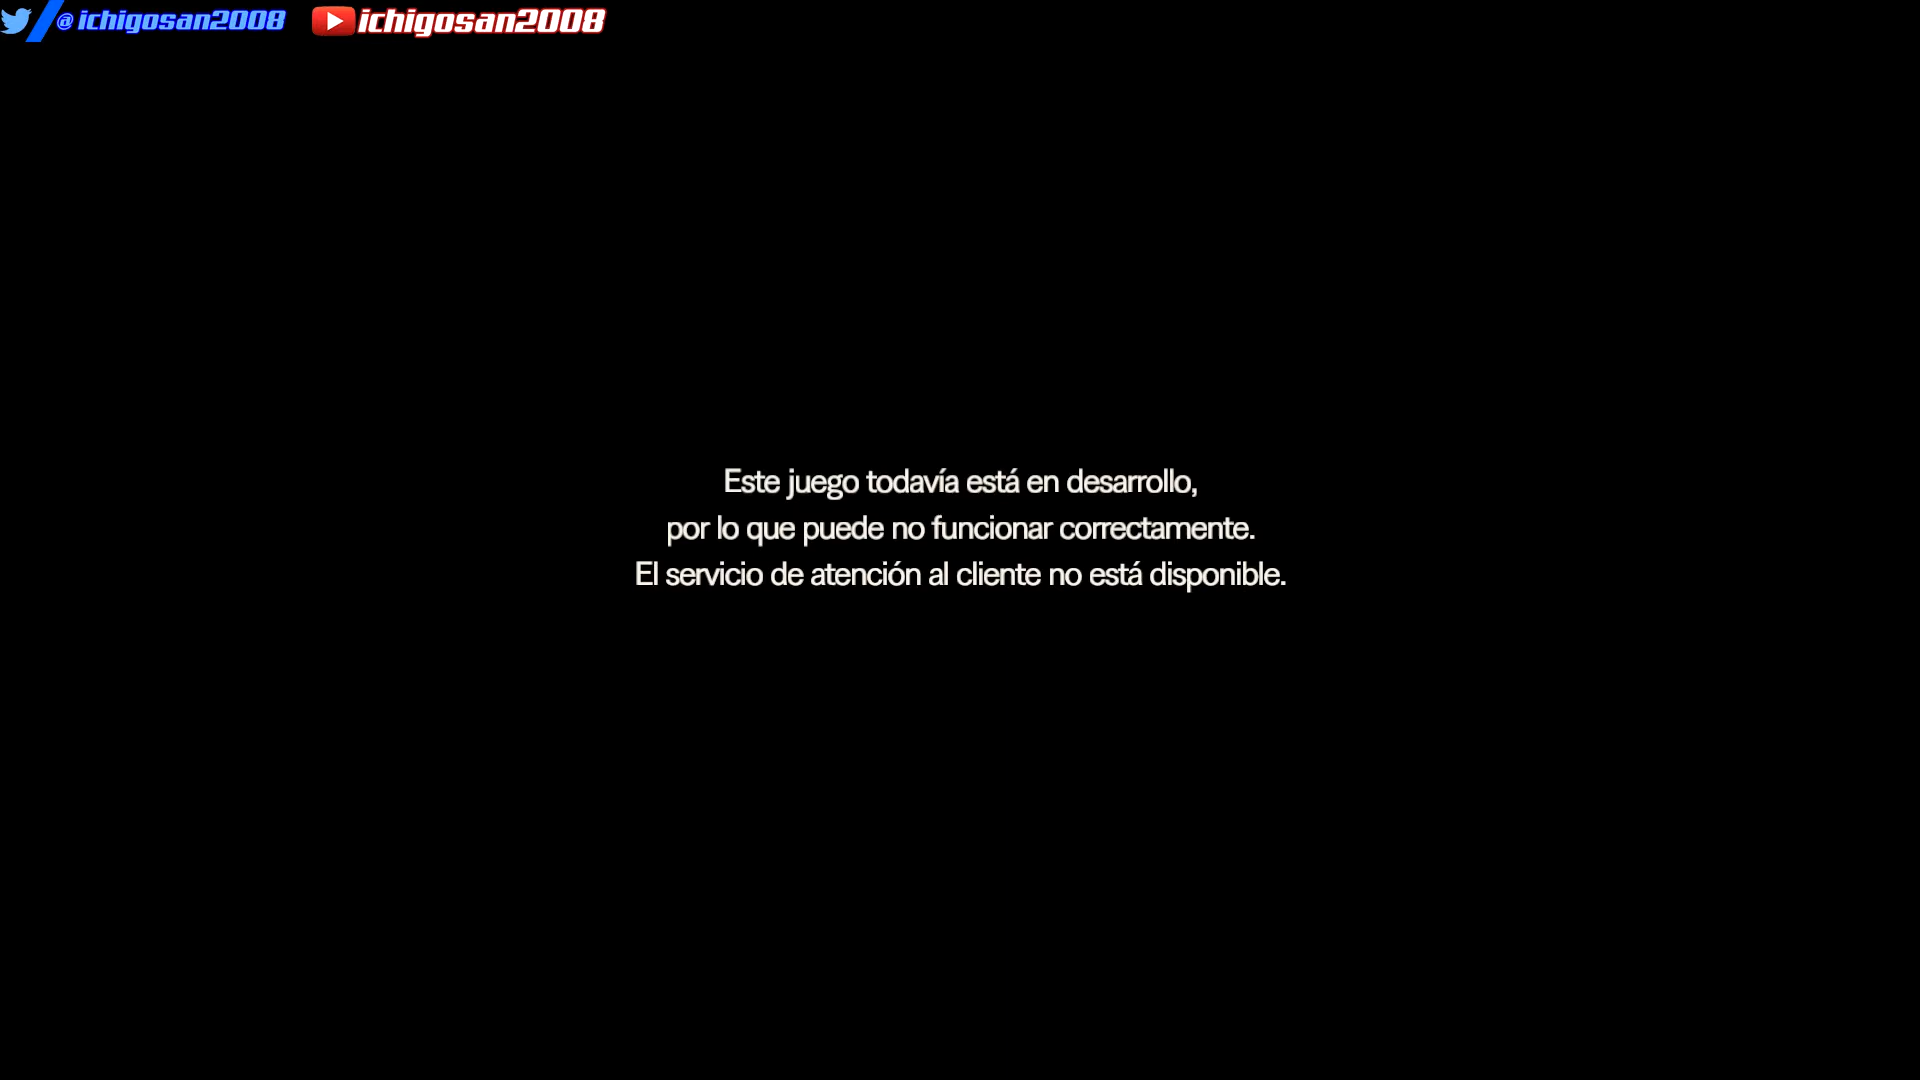 @ichigosan2008 ichigosan2008
Este juego todavía está en desarrollo,
por lo que puede no funcionar correctamente.
El servicio de atención al cliente no está disponible.